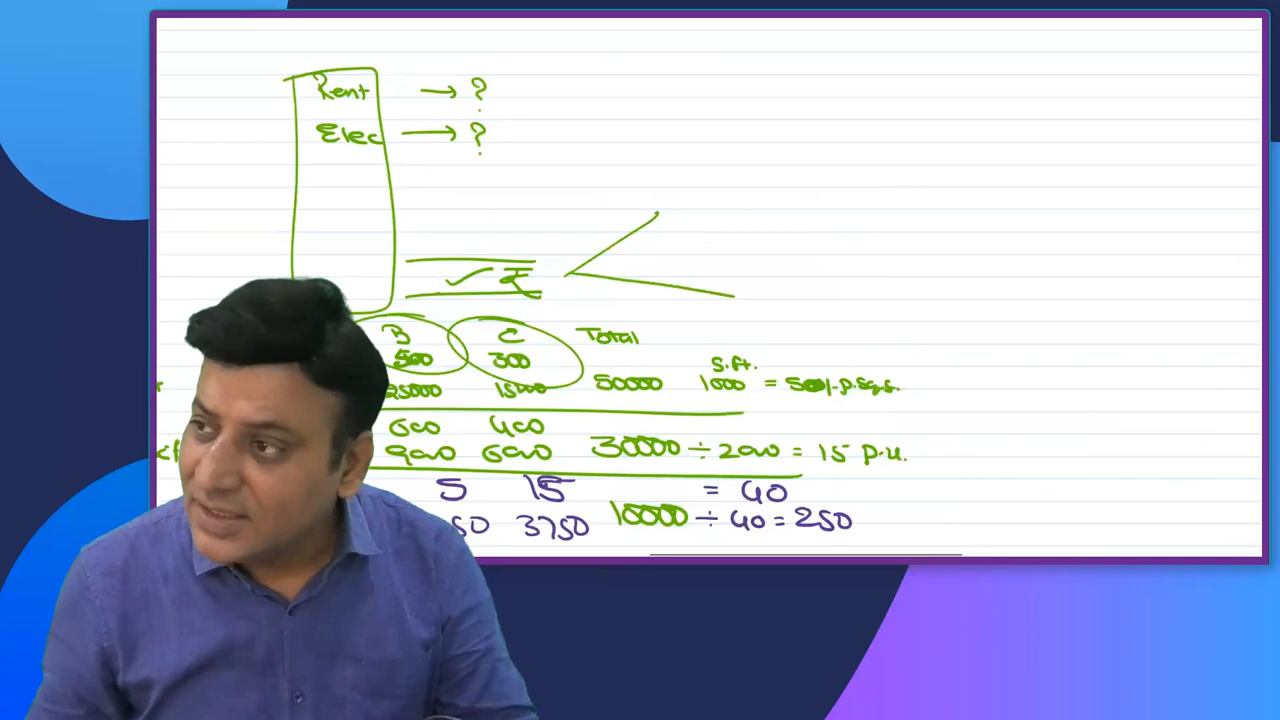 Rent → ?
Elec → ?
✓ ₹
B C Total
500 300 S.ft.
25000 15000 50000 1000 = 50/- p.sq.f.
600 400
9000 6000 30000 ÷ 2000 = 15 p.u.
5 15 = 40
50 3750 10000 ÷ 40 = 250